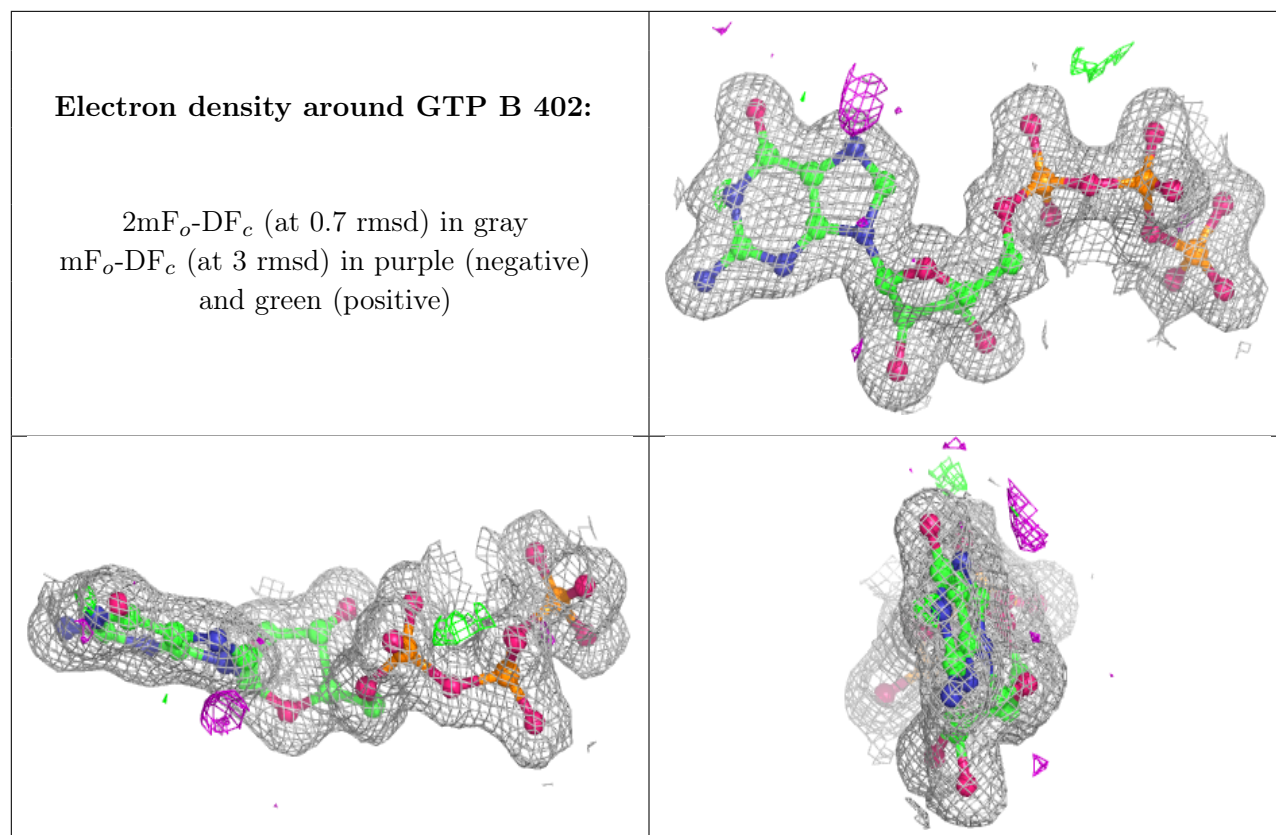 Electron density around GTP B 402:
2mFo-DFc (at 0.7 rmsd) in gray
mFo-DFc (at 3 rmsd) in purple (negative)
and green (positive)